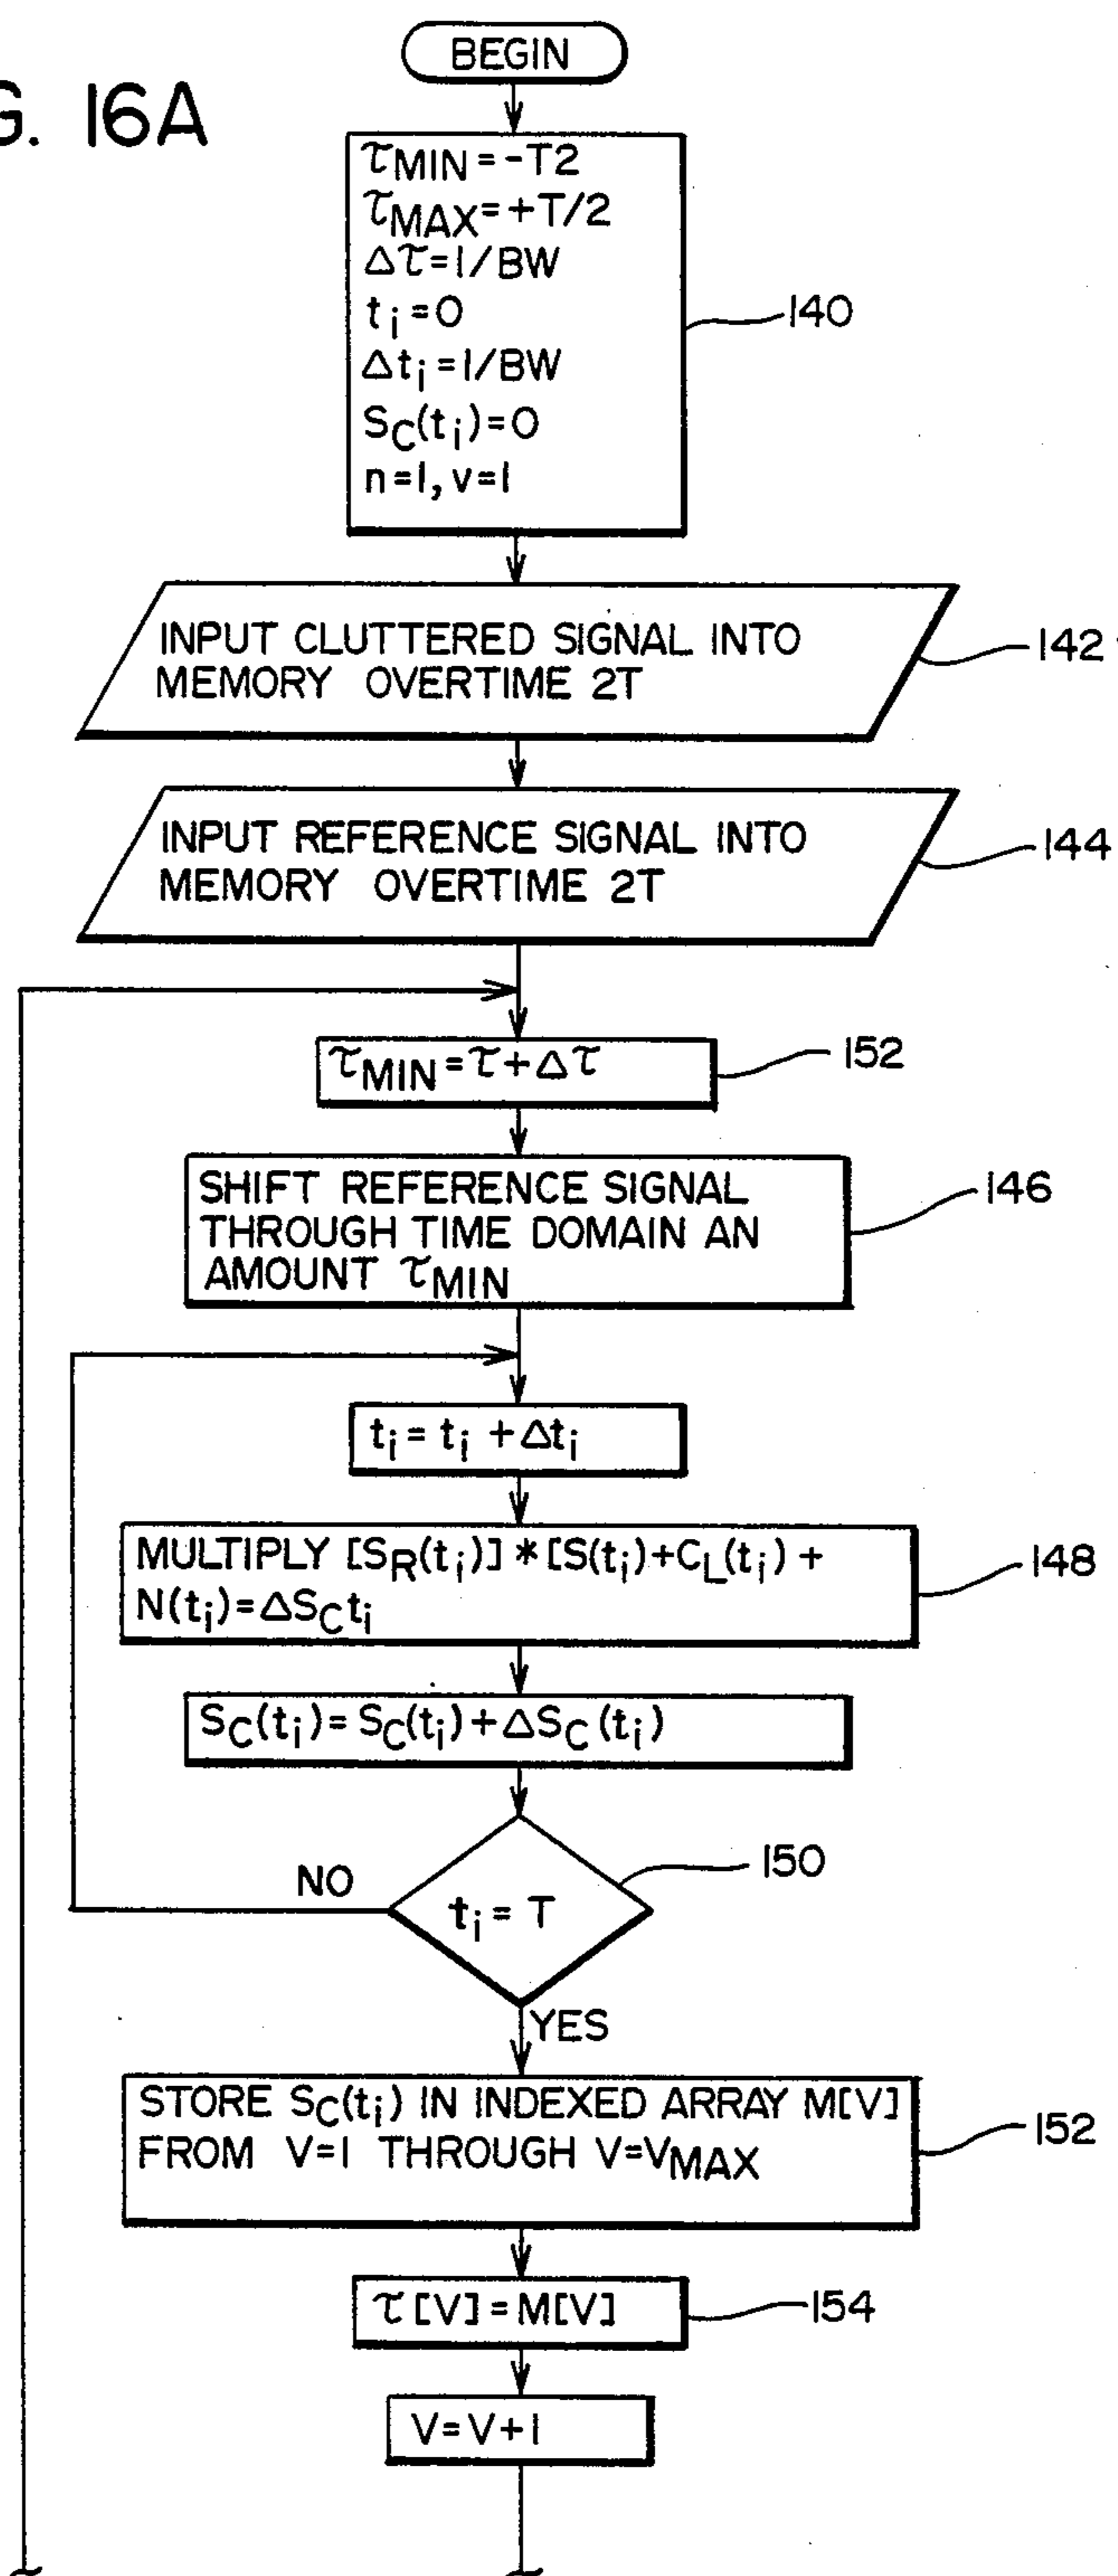 G. 16A
BEGIN
τMIN = -T2
τMAX = +T/2
Δτ = 1/BW
ti = 0
Δti = 1/BW
SC(ti) = 0
n = 1, v = 1
140
INPUT CLUTTERED SIGNAL INTO
MEMORY OVERTIME 2T
142
INPUT REFERENCE SIGNAL INTO
MEMORY OVERTIME 2T
144
τMIN = τ + Δτ
152
SHIFT REFERENCE SIGNAL
THROUGH TIME DOMAIN AN
AMOUNT τMIN
146
ti = ti + Δti
MULTIPLY [SR(ti)] * [S(ti) + CL(ti) +
N(ti) = ΔSCti
148
SC(ti) = SC(ti) + ΔSC(ti)
ti = T
150
NO
YES
STORE SC(ti) IN INDEXED ARRAY M[V]
FROM V=1 THROUGH V=VMAX
152
τ[V] = M[V]
154
V = V + 1